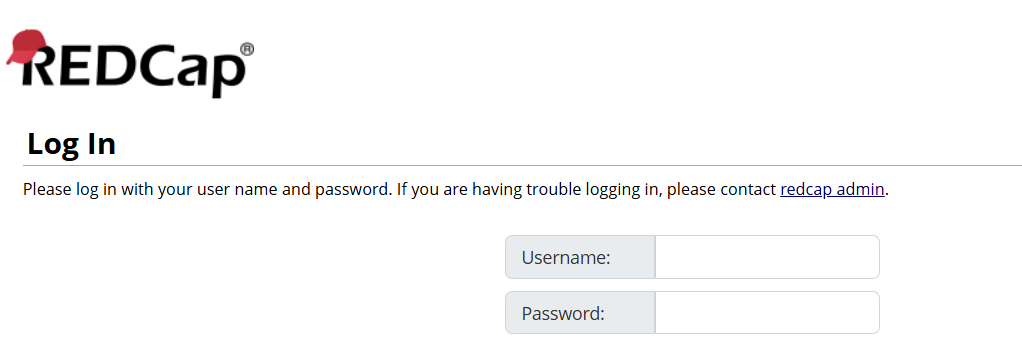 REDCap®
Log In
Please log in with your user name and password. If you are having trouble logging in, please contact redcap admin.
Username:
Password: